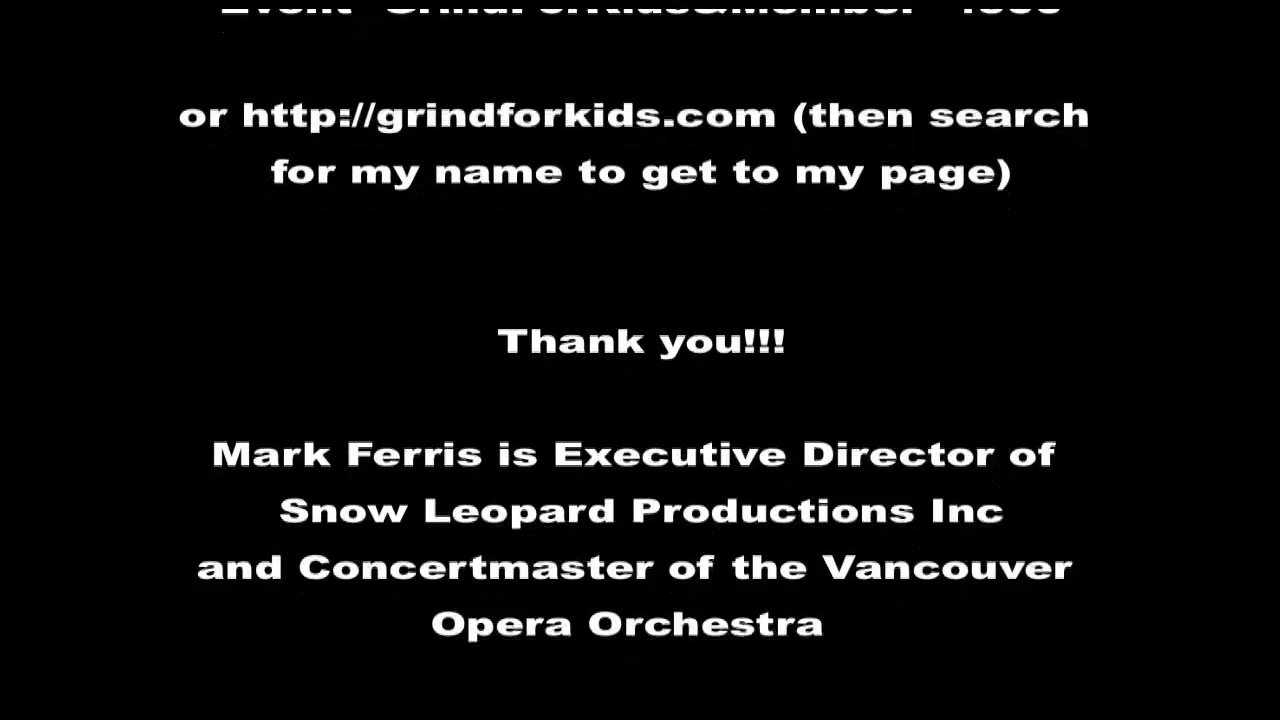 or http://grindforkids.com (then search
for my name to get to my page)
Thank you!!!
Mark Ferris is Executive Director of
Snow Leopard Productions Inc
and Concertmaster of the Vancouver
Opera Orchestra